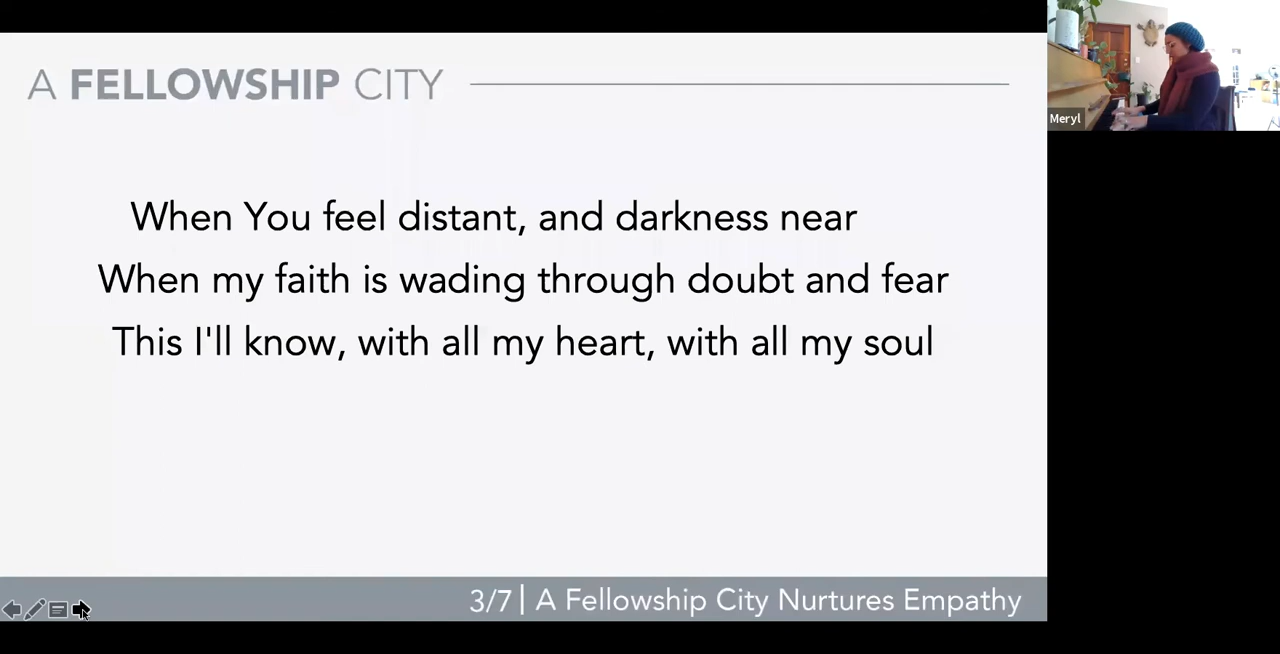 A FELLOWSHIP CITY
Meryl
When You feel distant, and darkness near
When my faith is wading through doubt and fear
This I'll know, with all my heart, with all my soul
3/7 | A Fellowship City Nurtures Empathy